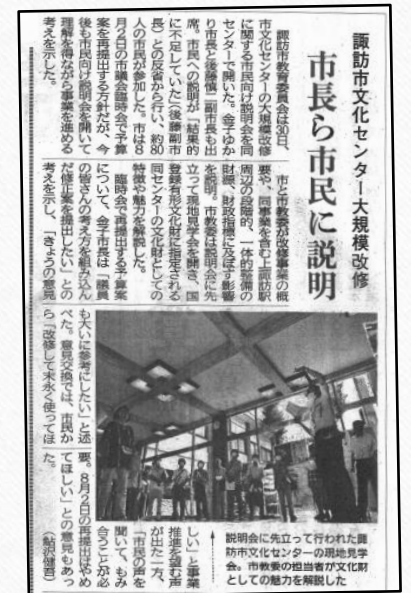 諏訪市文化センター大規模改修
市長ら市民に説明
諏訪市教育委員会は30日、
市文化センターの大規模改修
に関する市民向け説明会を同
センターで開いた。金子ゆか
り市長と後藤慎二副市長も出
席。市民への説明が「結果的
に不足していた」（後藤副市
長）との反省から行い、約80
人の市民が参加した。市は8
月2日の市議会臨時会で予算
案を再提出する方針だが、今
後も市民向け説明会を開いて
理解を得ながら事業を進める
考えを示した。
市と市教委が改修事業の概
要や、同事業を含む上諏訪駅
周辺の段階的、一体的整備の
財源、財政指標に及ぼす影響
を説明。市教委は説明会に先
立って現地見学会を開き、国
登録有形文化財に指定される
同センターの文化財としての
特徴や魅力を解説した。
臨時会で再提出する予算案
について、金子市長は「議員
の皆さんの考え方を組み込ん
だ修正案を提出したい」との
考えを示し、「きょうの意見
も大いに参考にしたい」と述
べた。意見交換では、市民か
ら「改修して末永く使ってほ
しい」と事業
推進を望む声
が出た一方、
「市民の声を
聞いて、もみ
合うことが必
要。8月2日の再提出はやめ
てほしい」との意見もあっ
た。
（鮎沢健吾）
説明会に先立って行われた現地見学
会。市教委の担当者が諏訪市文化財
としてのセンターの魅力を解説した